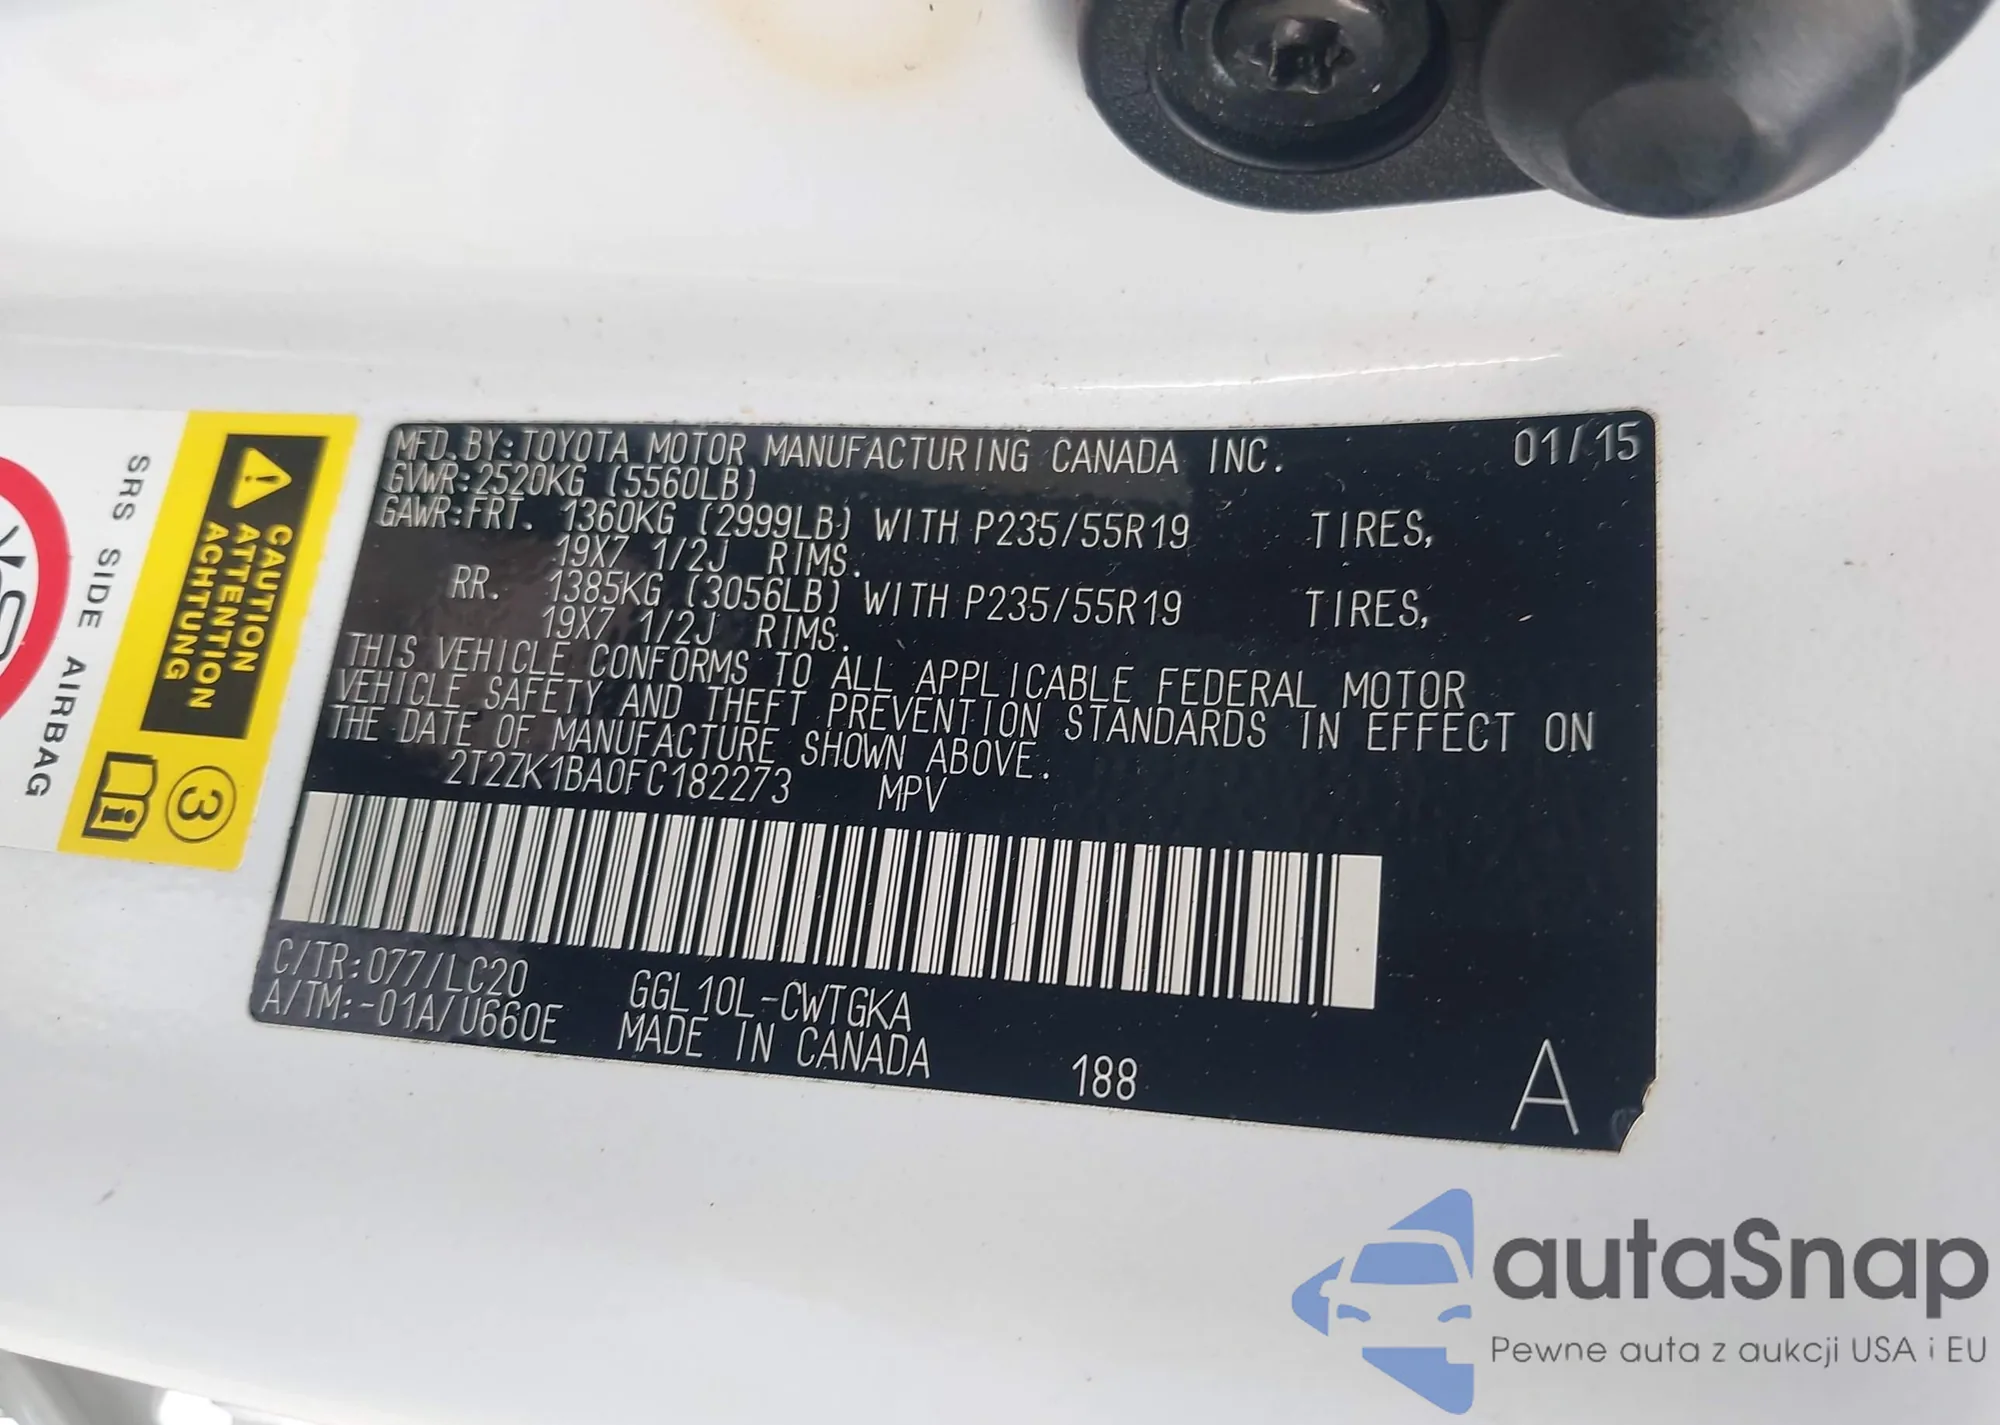 MFD.BY:TOYOTA MOTOR MANUFACTURING CANADA INC. 01/15
GVWR:2520KG (5560LB)
GAWR:FRT. 1360KG (2999LB) WITH P235/55R19 TIRES,
19X7 1/2J RIMS.
RR. 1385KG (3056LB) WITH P235/55R19 TIRES,
19X7 1/2J RIMS.
THIS VEHICLE CONFORMS TO ALL APPLICABLE FEDERAL MOTOR
VEHICLE SAFETY AND THEFT PREVENTION STANDARDS IN EFFECT ON
THE DATE OF MANUFACTURE SHOWN ABOVE.
2T2ZK1BA0FC182273 MPV
C/TR:077/LC20 GGL10L-CWTGKA
A/TM:-01A/U660E MADE IN CANADA 188 A
CAUTION
ATTENTION
ACHTUNG
3
SRS SIDE AIRBAG
autoSnap
Pewne auta z aukcji USA i EU